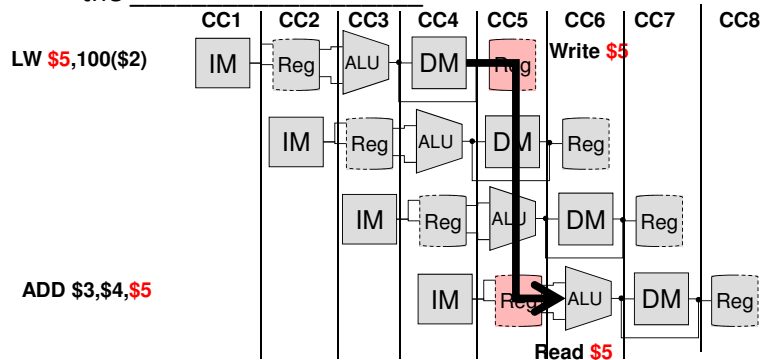 the
CC1 CC2 CC3 CC4 CC5 CC6 CC7 CC8
LW $5,100($2) IM Reg ALU DM Reg Write $5
IM Reg ALU DM Reg
IM Reg ALU DM Reg
ADD $3,$4,$5 IM Reg ALU DM Reg
Read $5